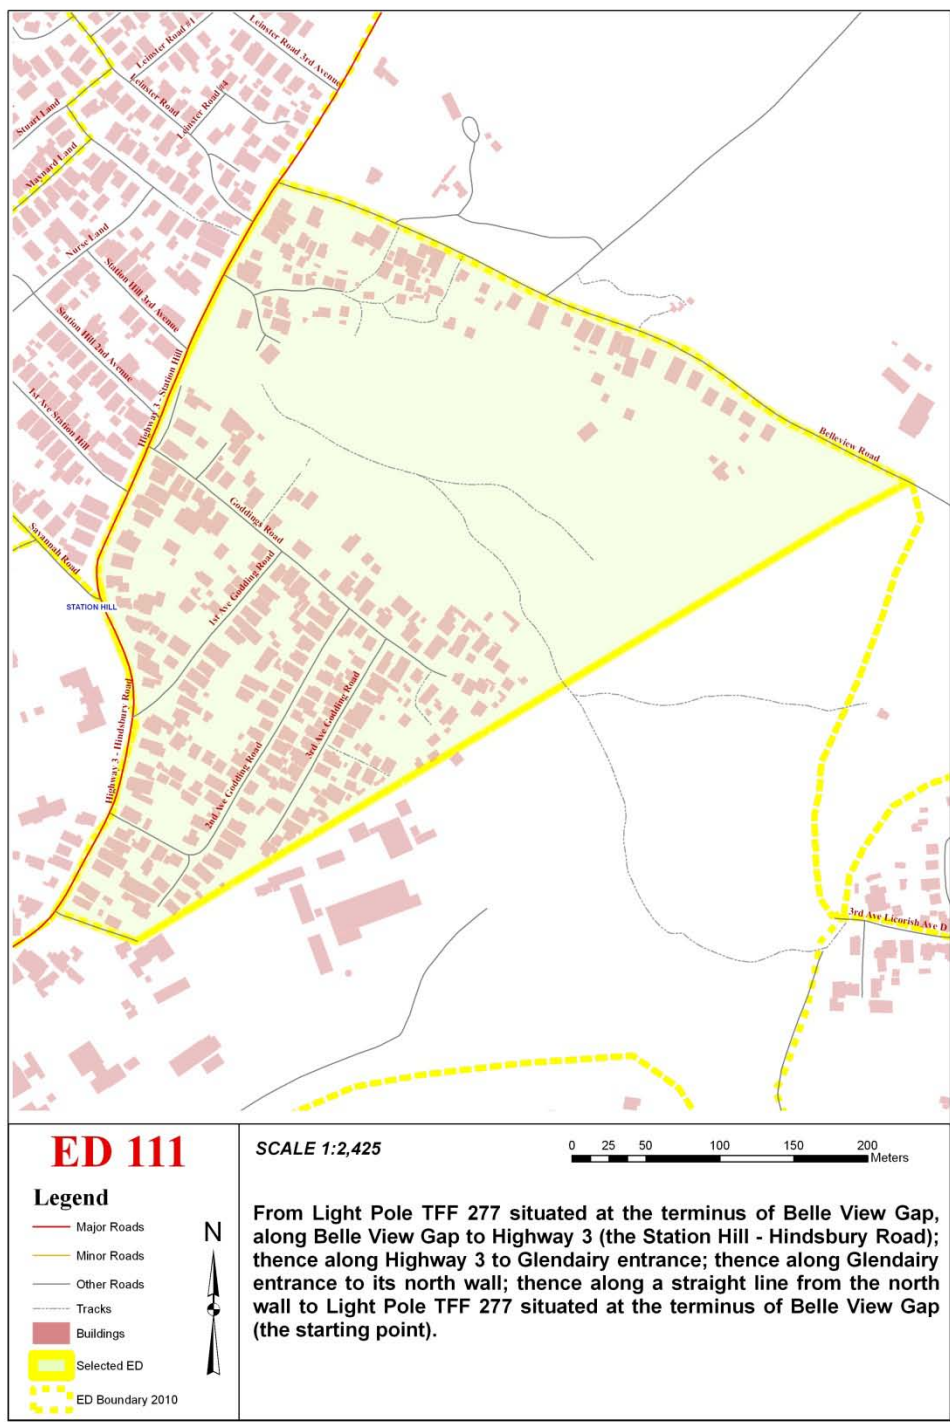 Leinster Road #1
Leinster Road 3rd Avenue
Leinster Road
Leinster Road #4
Stuart Land
Maynard Land
Nurse Land
Station Hill 3rd Avenue
Station Hill 2nd Avenue
1st Ave Station Hill
Highway 3 - Station Hill
Belleview Road
Savannah Road
Goddings Road
STATION HILL
1st Ave Godding Road
Highway 3 - Hindsbury Road
3rd Ave Godding Road
2nd Ave Godding Road
3rd Ave Licorish Ave D
ED 111
Legend
Major Roads
Minor Roads
Other Roads
Tracks
Buildings
Selected ED
ED Boundary 2010
N
SCALE 1:2,425
0 25 50 100 150 200
Meters
From Light Pole TFF 277 situated at the terminus of Belle View Gap,
along Belle View Gap to Highway 3 (the Station Hill - Hindsbury Road);
thence along Highway 3 to Glendairy entrance; thence along Glendairy
entrance to its north wall; thence along a straight line from the north
wall to Light Pole TFF 277 situated at the terminus of Belle View Gap
(the starting point).